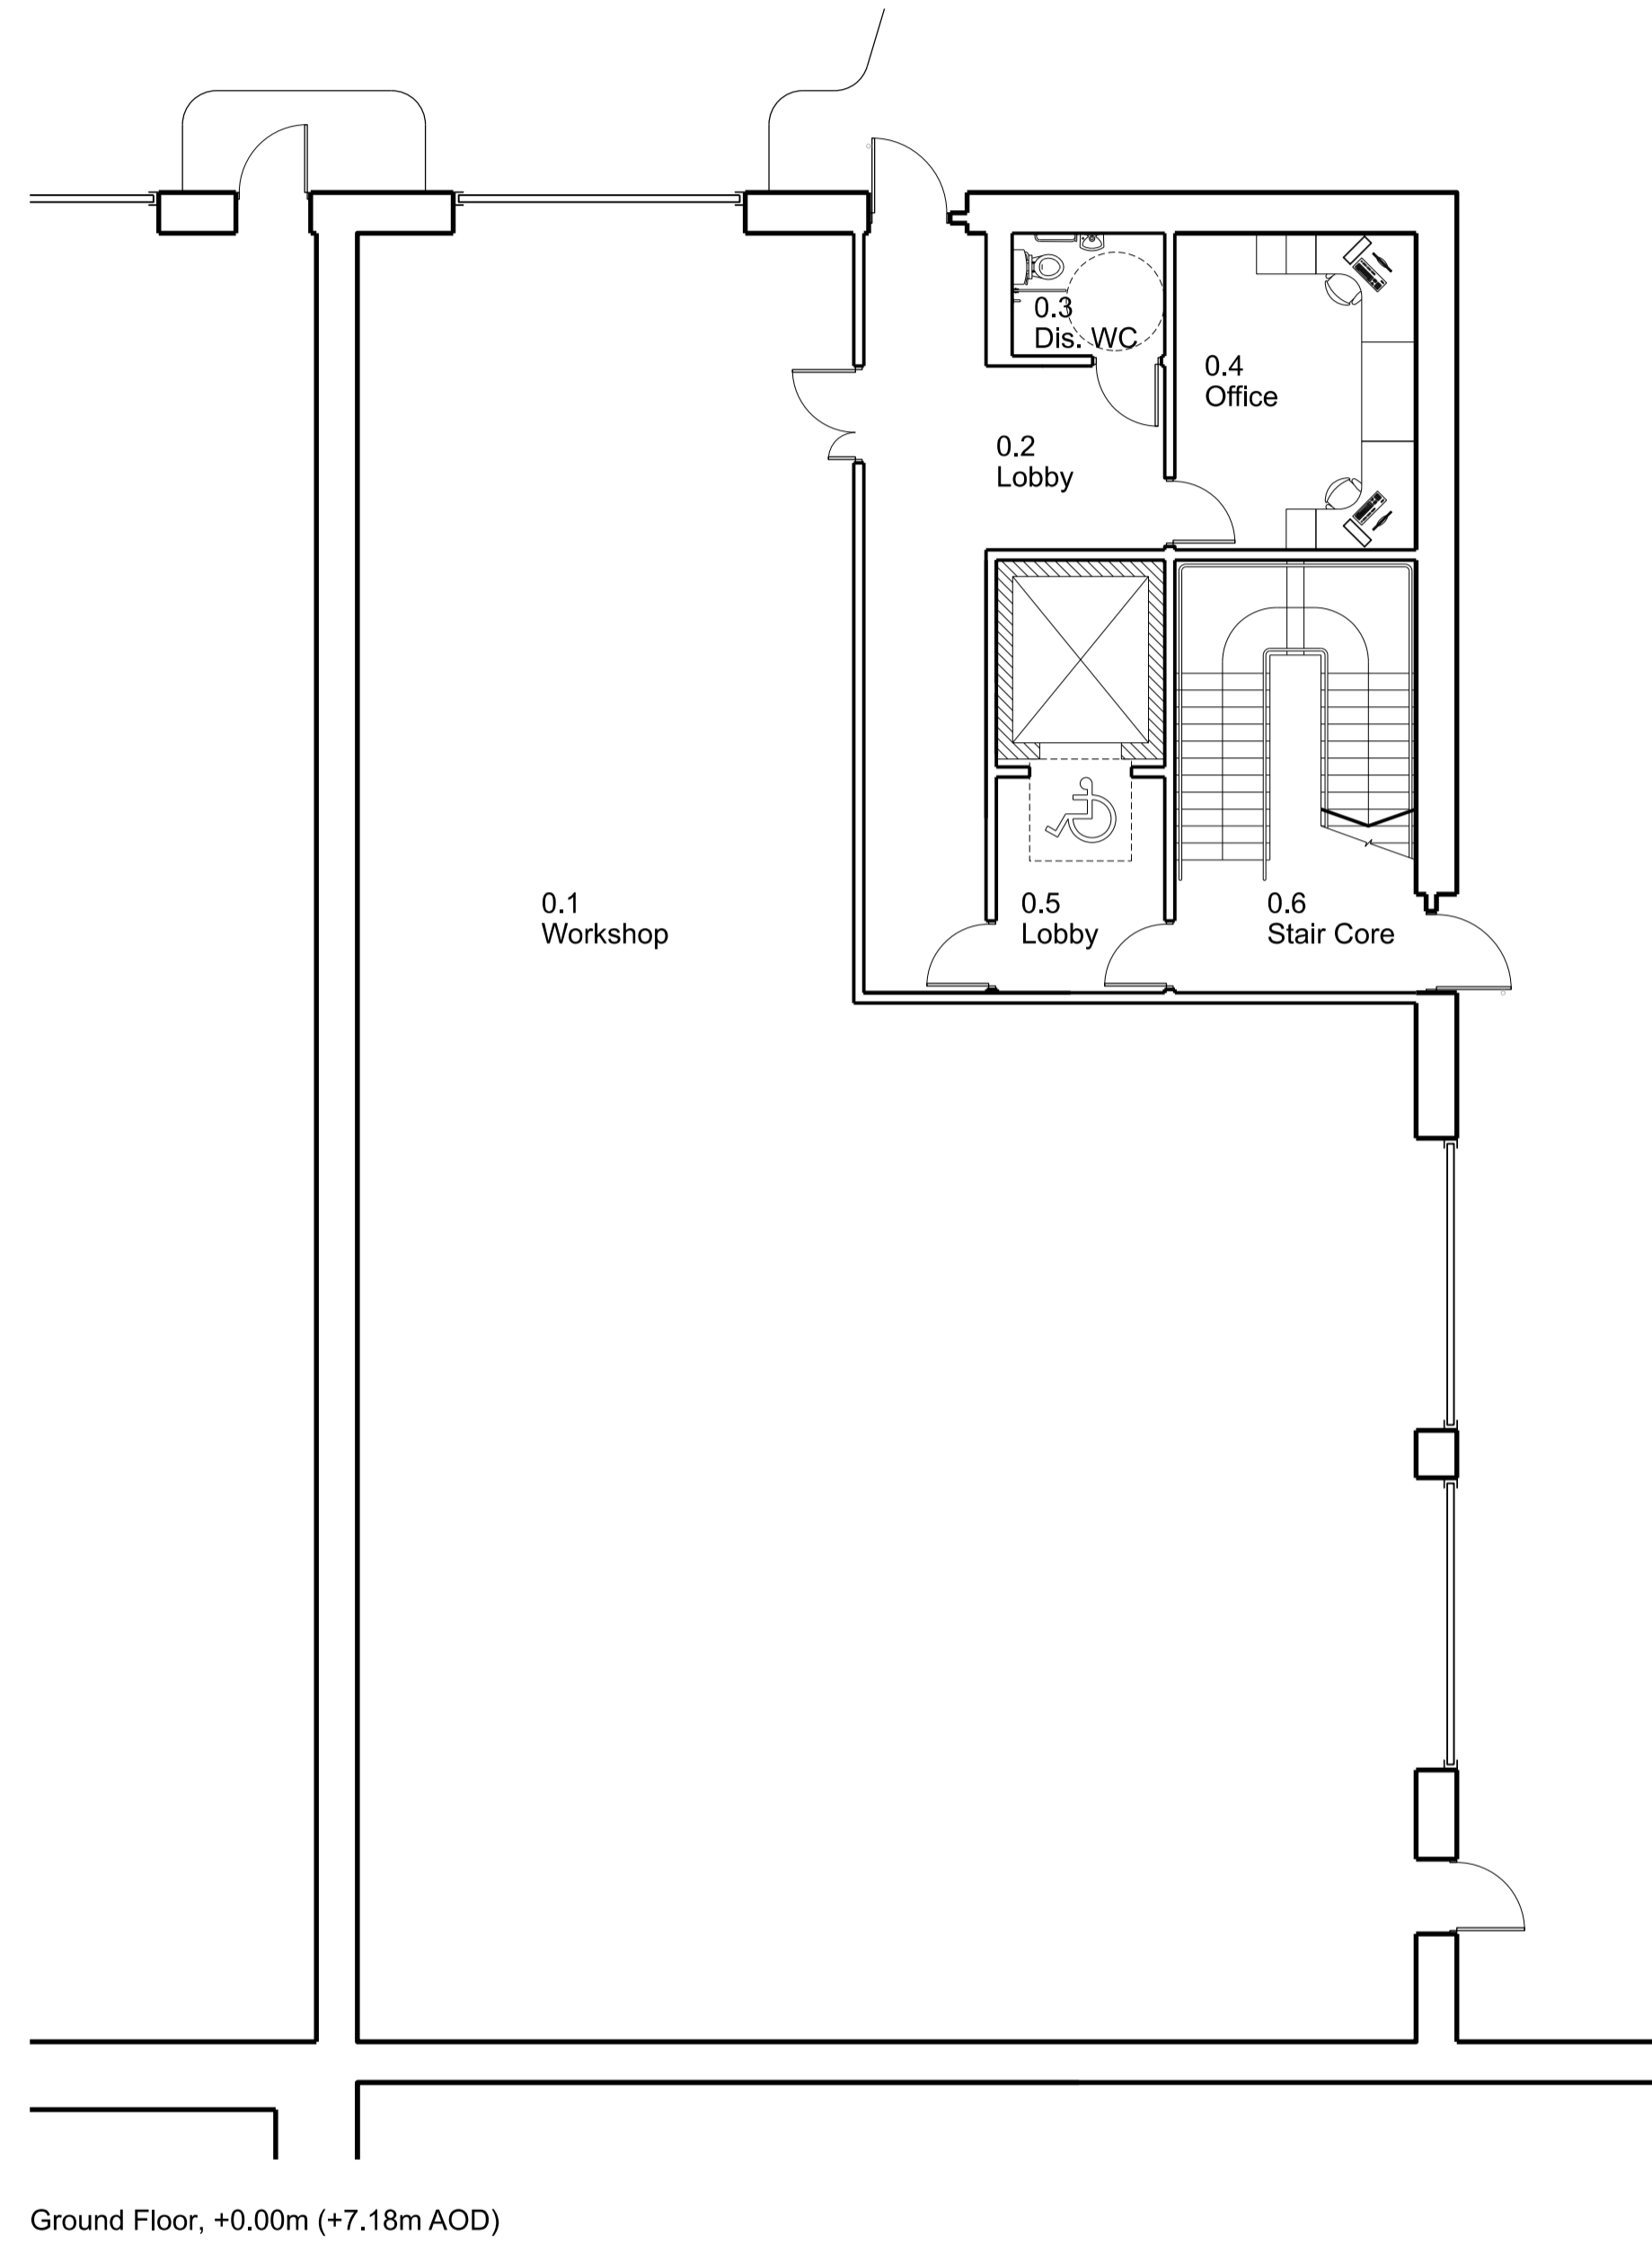 0.3
Dis. WC
0.4
Office
0.2
Lobby
0.1
Workshop
0.5
Lobby
0.6
Stair Core
Ground Floor, +0.00m (+7.18m AOD)